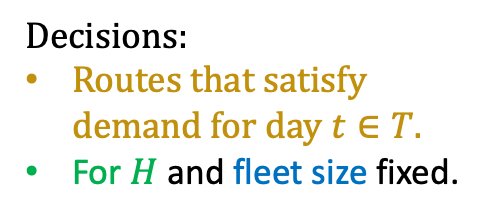 Decisions:
• Routes that satisfy
demand for day t ∈ T.
• For H and fleet size fixed.